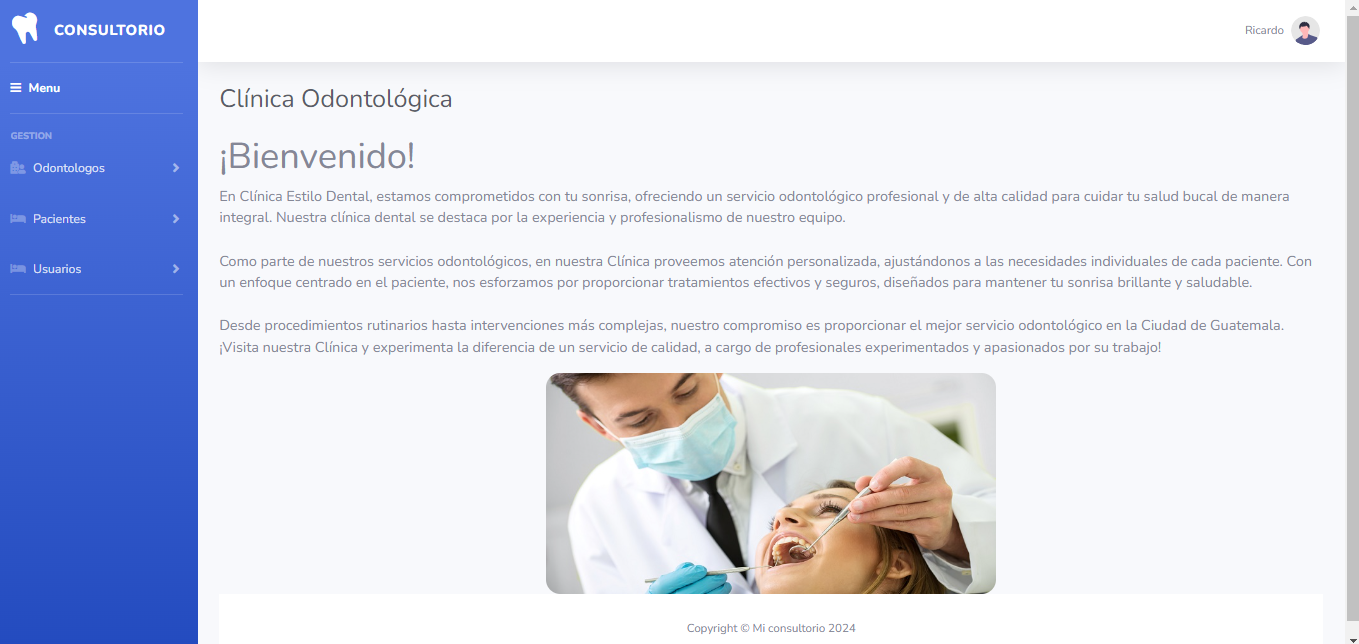 CONSULTORIO
Ricardo
Menu
GESTION
Odontologos
Pacientes
Usuarios
Clínica Odontológica
¡Bienvenido!
En Clínica Estilo Dental, estamos comprometidos con tu sonrisa, ofreciendo un servicio odontológico profesional y de alta calidad para cuidar tu salud bucal de manera
integral. Nuestra clínica dental se destaca por la experiencia y profesionalismo de nuestro equipo.
Como parte de nuestros servicios odontológicos, en nuestra Clínica proveemos atención personalizada, ajustándonos a las necesidades individuales de cada paciente. Con
un enfoque centrado en el paciente, nos esforzamos por proporcionar tratamientos efectivos y seguros, diseñados para mantener tu sonrisa brillante y saludable.
Desde procedimientos rutinarios hasta intervenciones más complejas, nuestro compromiso es proporcionar el mejor servicio odontológico en la Ciudad de Guatemala.
¡Visita nuestra Clínica y experimenta la diferencia de un servicio de calidad, a cargo de profesionales experimentados y apasionados por su trabajo!
Copyright © Mi consultorio 2024